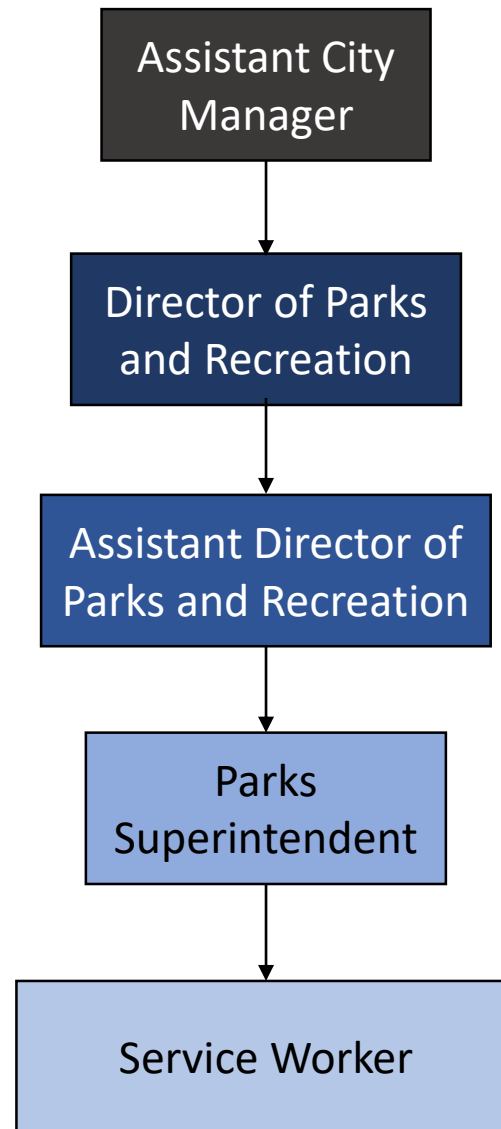 Assistant City
Manager
Director of Parks
and Recreation
Assistant Director of
Parks and Recreation
Parks
Superintendent
Service Worker